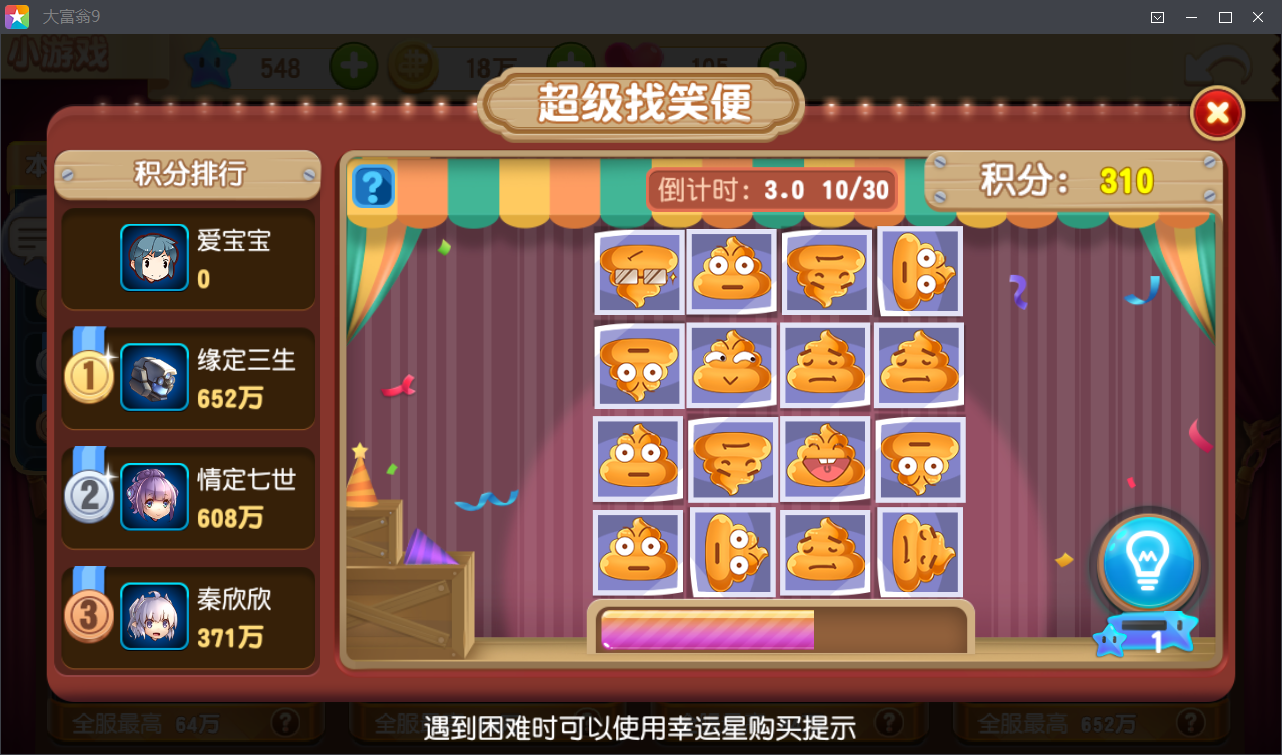 大富翁9
小游戏
548
18万
105
超级找笑便
积分排行
倒计时：3.0 10/30
积分：310
爱宝宝
0
1
缘定三生
652万
2
情定七世
608万
3
秦欣欣
371万
1
全服最高 64万
全服最高 652万
遇到困难时可以使用幸运星购买提示